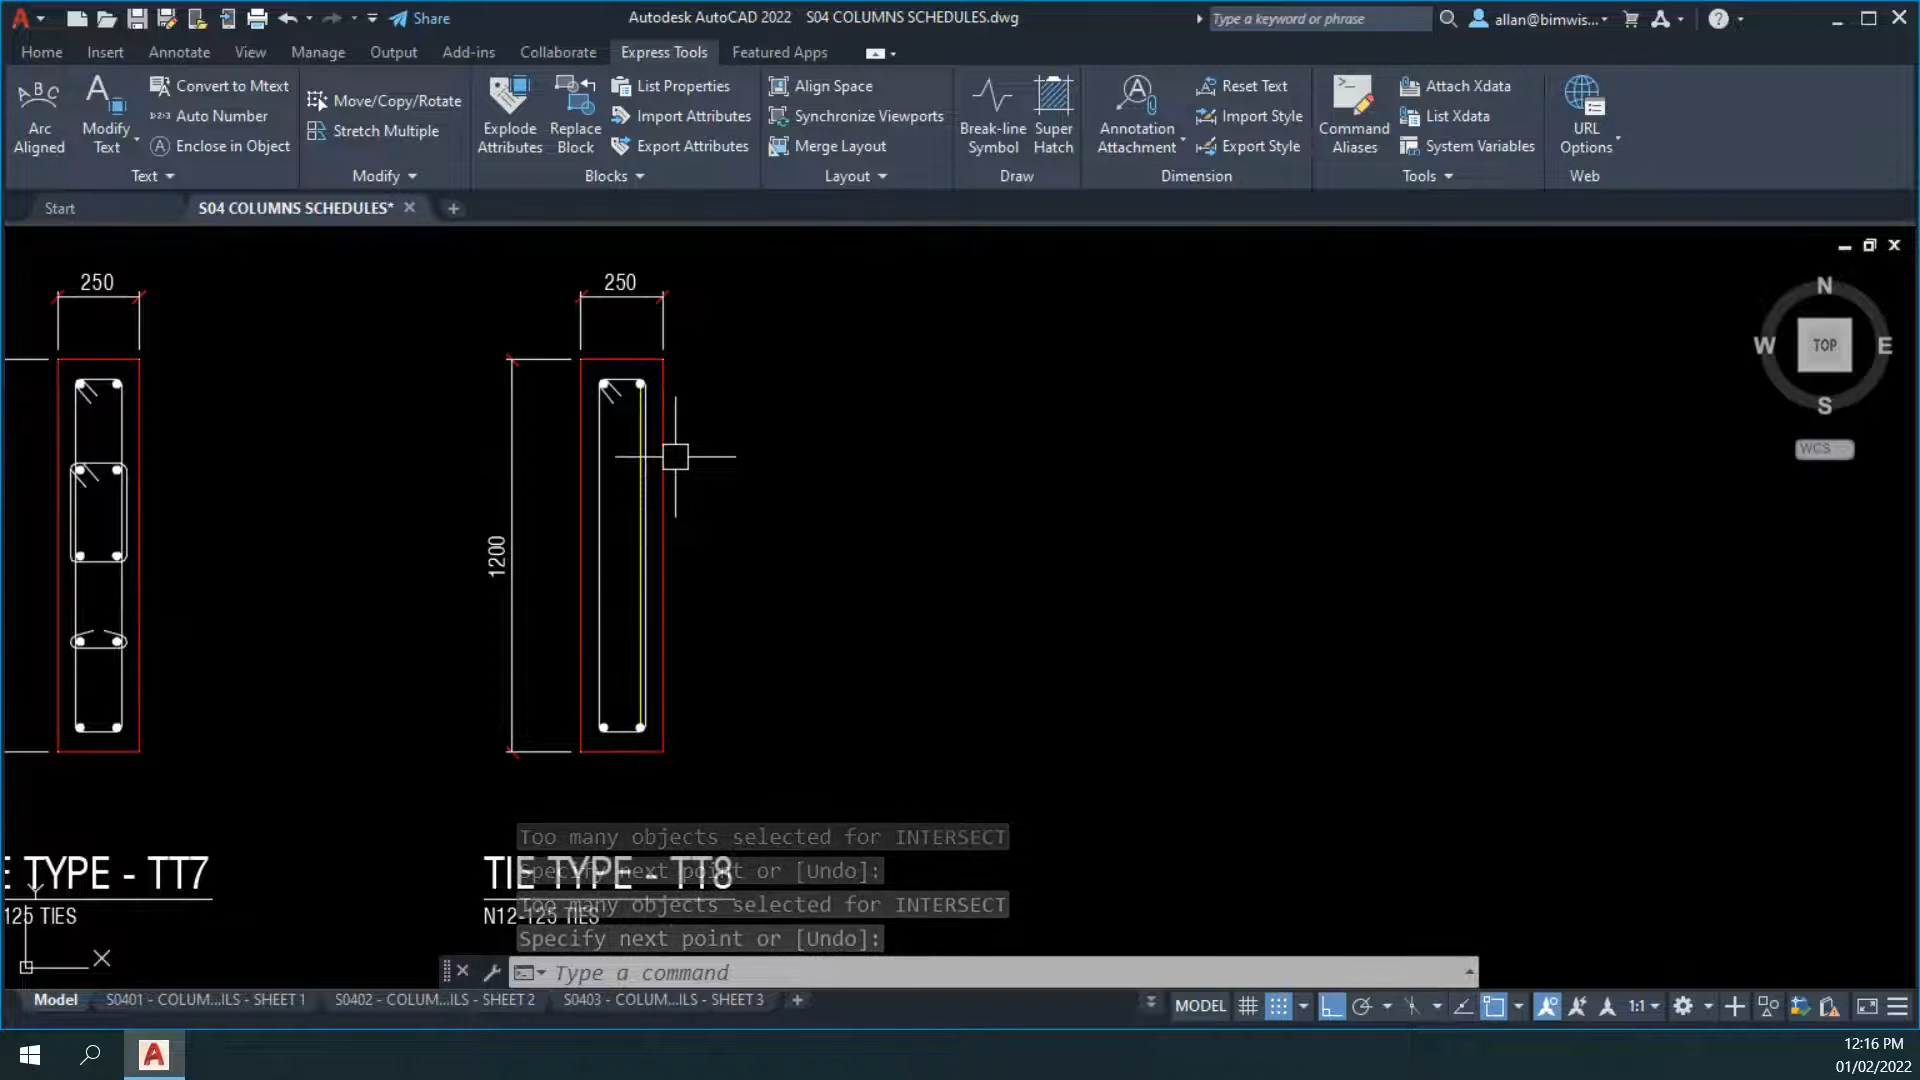 Share
Autodesk AutoCAD 2022 S04 COLUMNS SCHEDULES.dwg
Type a keyword or phrase
allan@bimwis...
Home Insert Annotate View Manage Output Add-ins Collaborate Express Tools Featured Apps
Arc Aligned
Modify Text
Convert to Mtext
Auto Number
Enclose in Object
Text
Move/Copy/Rotate
Stretch Multiple
Modify
Explode Attributes
Replace Block
List Properties
Import Attributes
Export Attributes
Blocks
Align Space
Synchronize Viewports
Merge Layout
Layout
Break-line Symbol
Super Hatch
Draw
Annotation Attachment
Reset Text
Import Style
Export Style
Dimension
Command Aliases
Attach Xdata
List Xdata
System Variables
Tools
URL Options
Web
Start
S04 COLUMNS SCHEDULES*
250
250
1200
N
W TOP E
S
WCS
E TYPE - TT7
125 TIES
TIE TYPE - TT8
N12-125 TIES
Too many objects selected for INTERSECT
Specify next point or [Undo]:
Too many objects selected for INTERSECT
Specify next point or [Undo]:
Y
X
Type a command
Model S0401 - COLUM...ILS - SHEET 1 S0402 - COLUM...ILS - SHEET 2 S0403 - COLUM...ILS - SHEET 3
MODEL
1:1
12:16 PM
01/02/2022